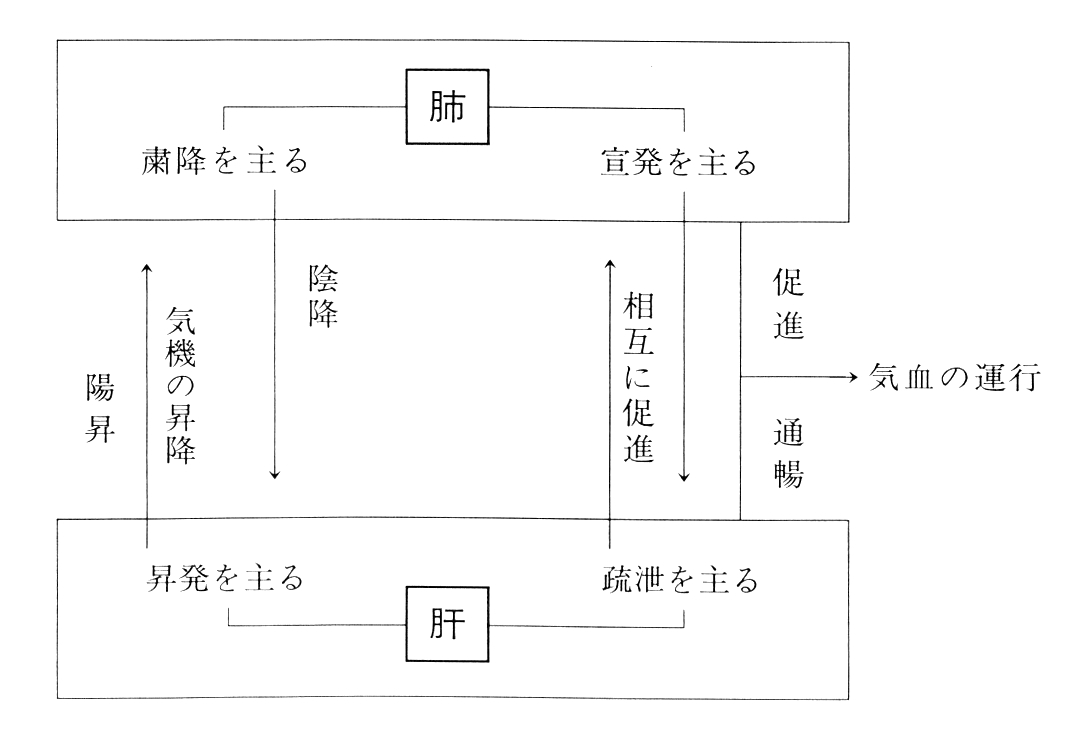 肺
粛降を主る
宣発を主る
陽昇
気機の昇降
陰降
相互に促進
促進
通暢
気血の運行
昇発を主る
疏泄を主る
肝